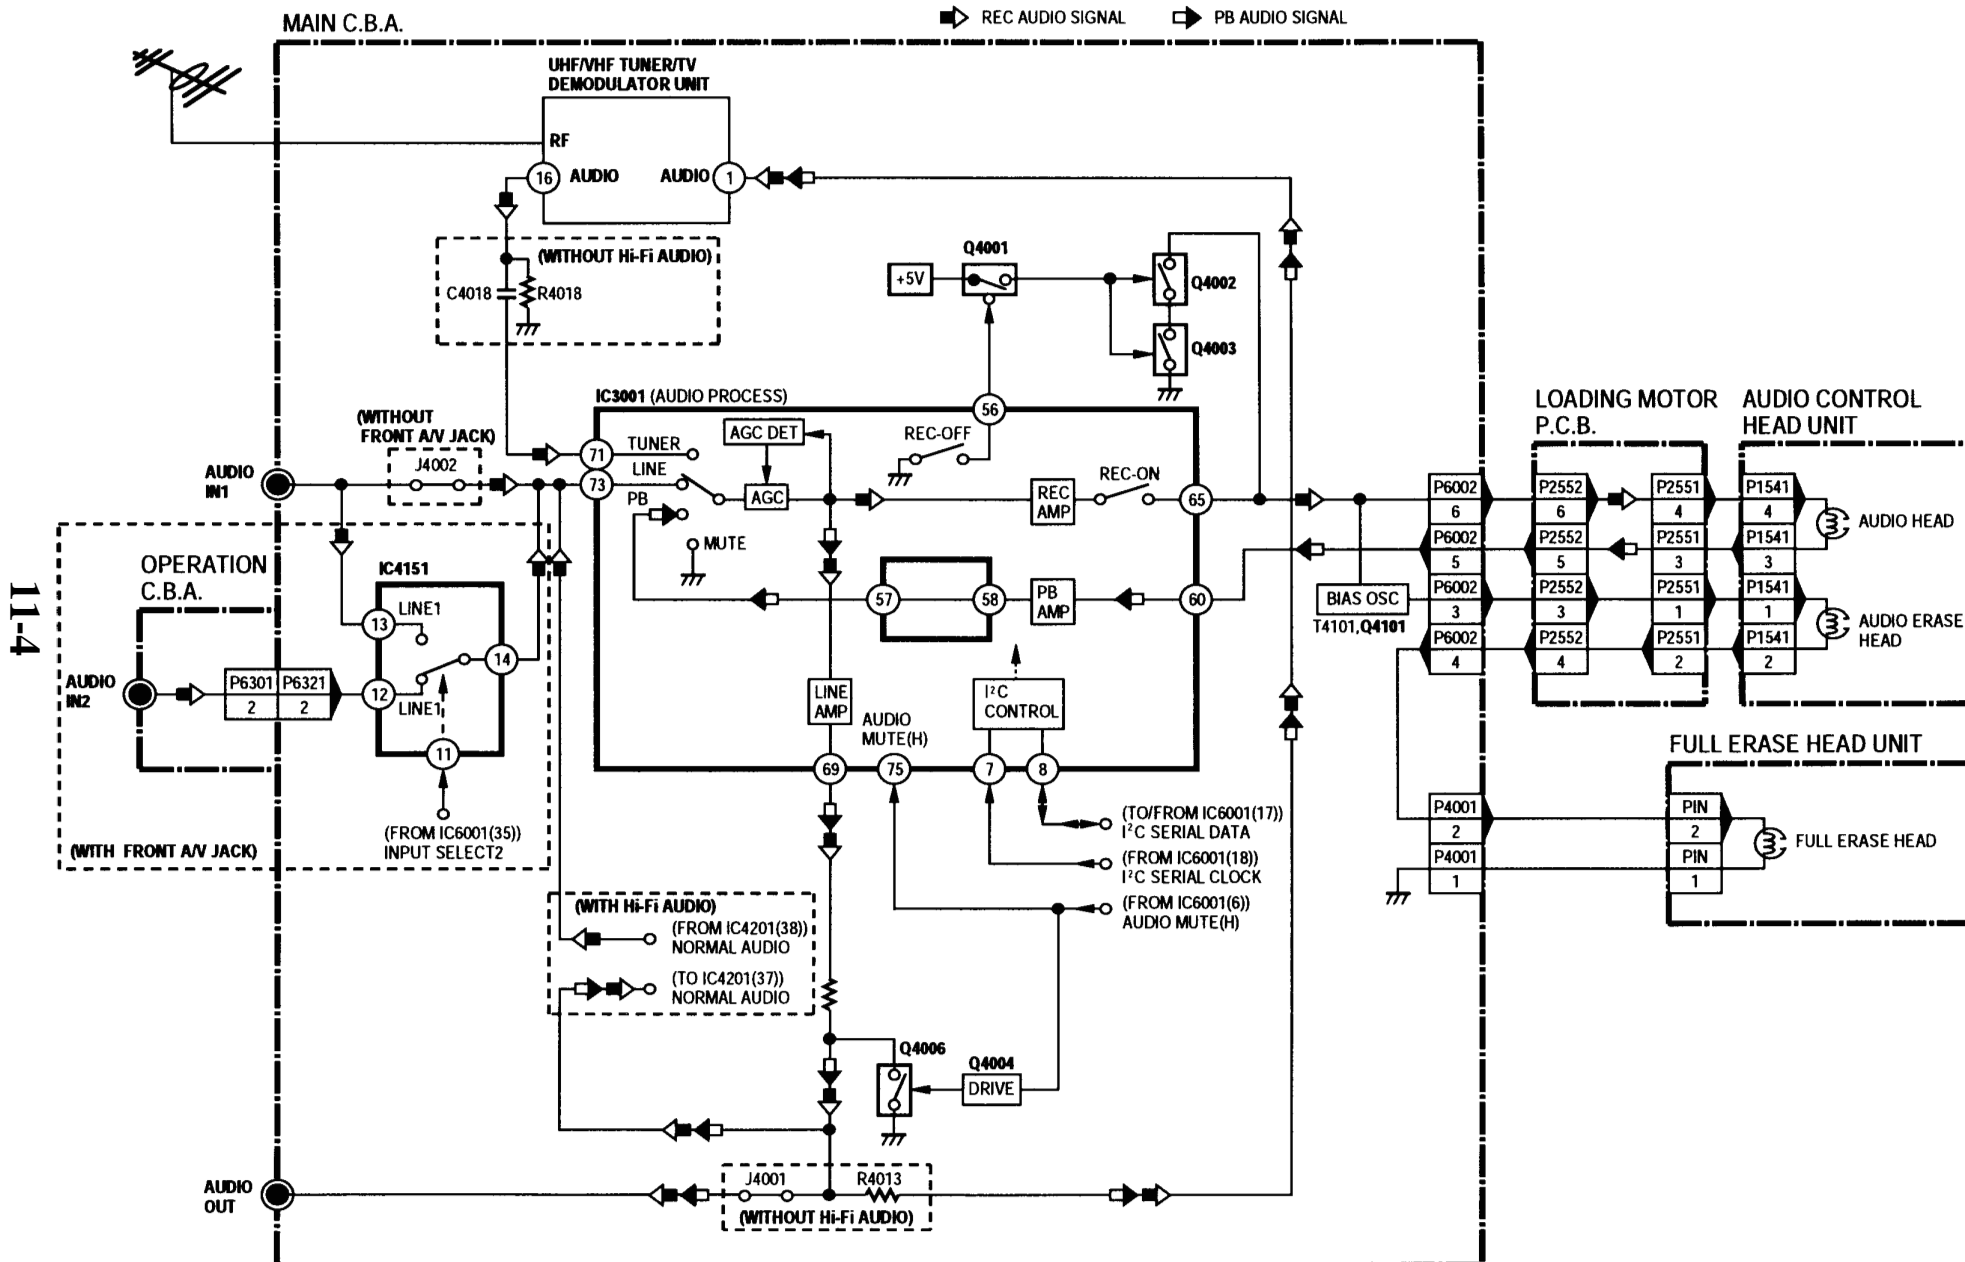 REC AUDIO SIGNAL
PB AUDIO SIGNAL
MAIN C.B.A.
UHF/VHF TUNER/TV
DEMODULATOR UNIT
RF
16
AUDIO
AUDIO
1
(WITHOUT Hi-Fi AUDIO)
C4018
R4018
Q4001
+5V
Q4002
Q4003
IC3001 (AUDIO PROCESS)
56
(WITHOUT
FRONT A/V JACK)
J4002
AUDIO
IN1
71
TUNER
73
LINE
PB
MUTE
AGC DET
AGC
REC-OFF
REC
AMP
REC-ON
65
57
58
PB
AMP
60
LINE
AMP
AUDIO
MUTE(H)
I²C
CONTROL
69
75
7
8
OPERATION
C.B.A.
IC4151
LINE1
13
14
12
LINE1
11
AUDIO
IN2
P6301
2
P6321
2
(FROM IC6001(35))
INPUT SELECT2
(WITH FRONT A/V JACK)
11-4
(TO/FROM IC6001(17))
I²C SERIAL DATA
(FROM IC6001(18))
I²C SERIAL CLOCK
(FROM IC6001(6))
AUDIO MUTE(H)
(WITH Hi-Fi AUDIO)
(FROM IC4201(38))
NORMAL AUDIO
(TO IC4201(37))
NORMAL AUDIO
Q4006
Q4004
DRIVE
AUDIO
OUT
J4001
R4013
(WITHOUT Hi-Fi AUDIO)
LOADING MOTOR
P.C.B.
AUDIO CONTROL
HEAD UNIT
P6002
6
P2552
6
P2551
4
P1541
4
AUDIO HEAD
P6002
5
P2552
5
P2551
3
P1541
3
BIAS OSC
T4101,Q4101
P6002
3
P2552
3
P2551
1
P1541
1
AUDIO ERASE
HEAD
P6002
4
P2552
4
P2551
2
P1541
2
FULL ERASE HEAD UNIT
P4001
2
PIN
2
FULL ERASE HEAD
P4001
1
PIN
1